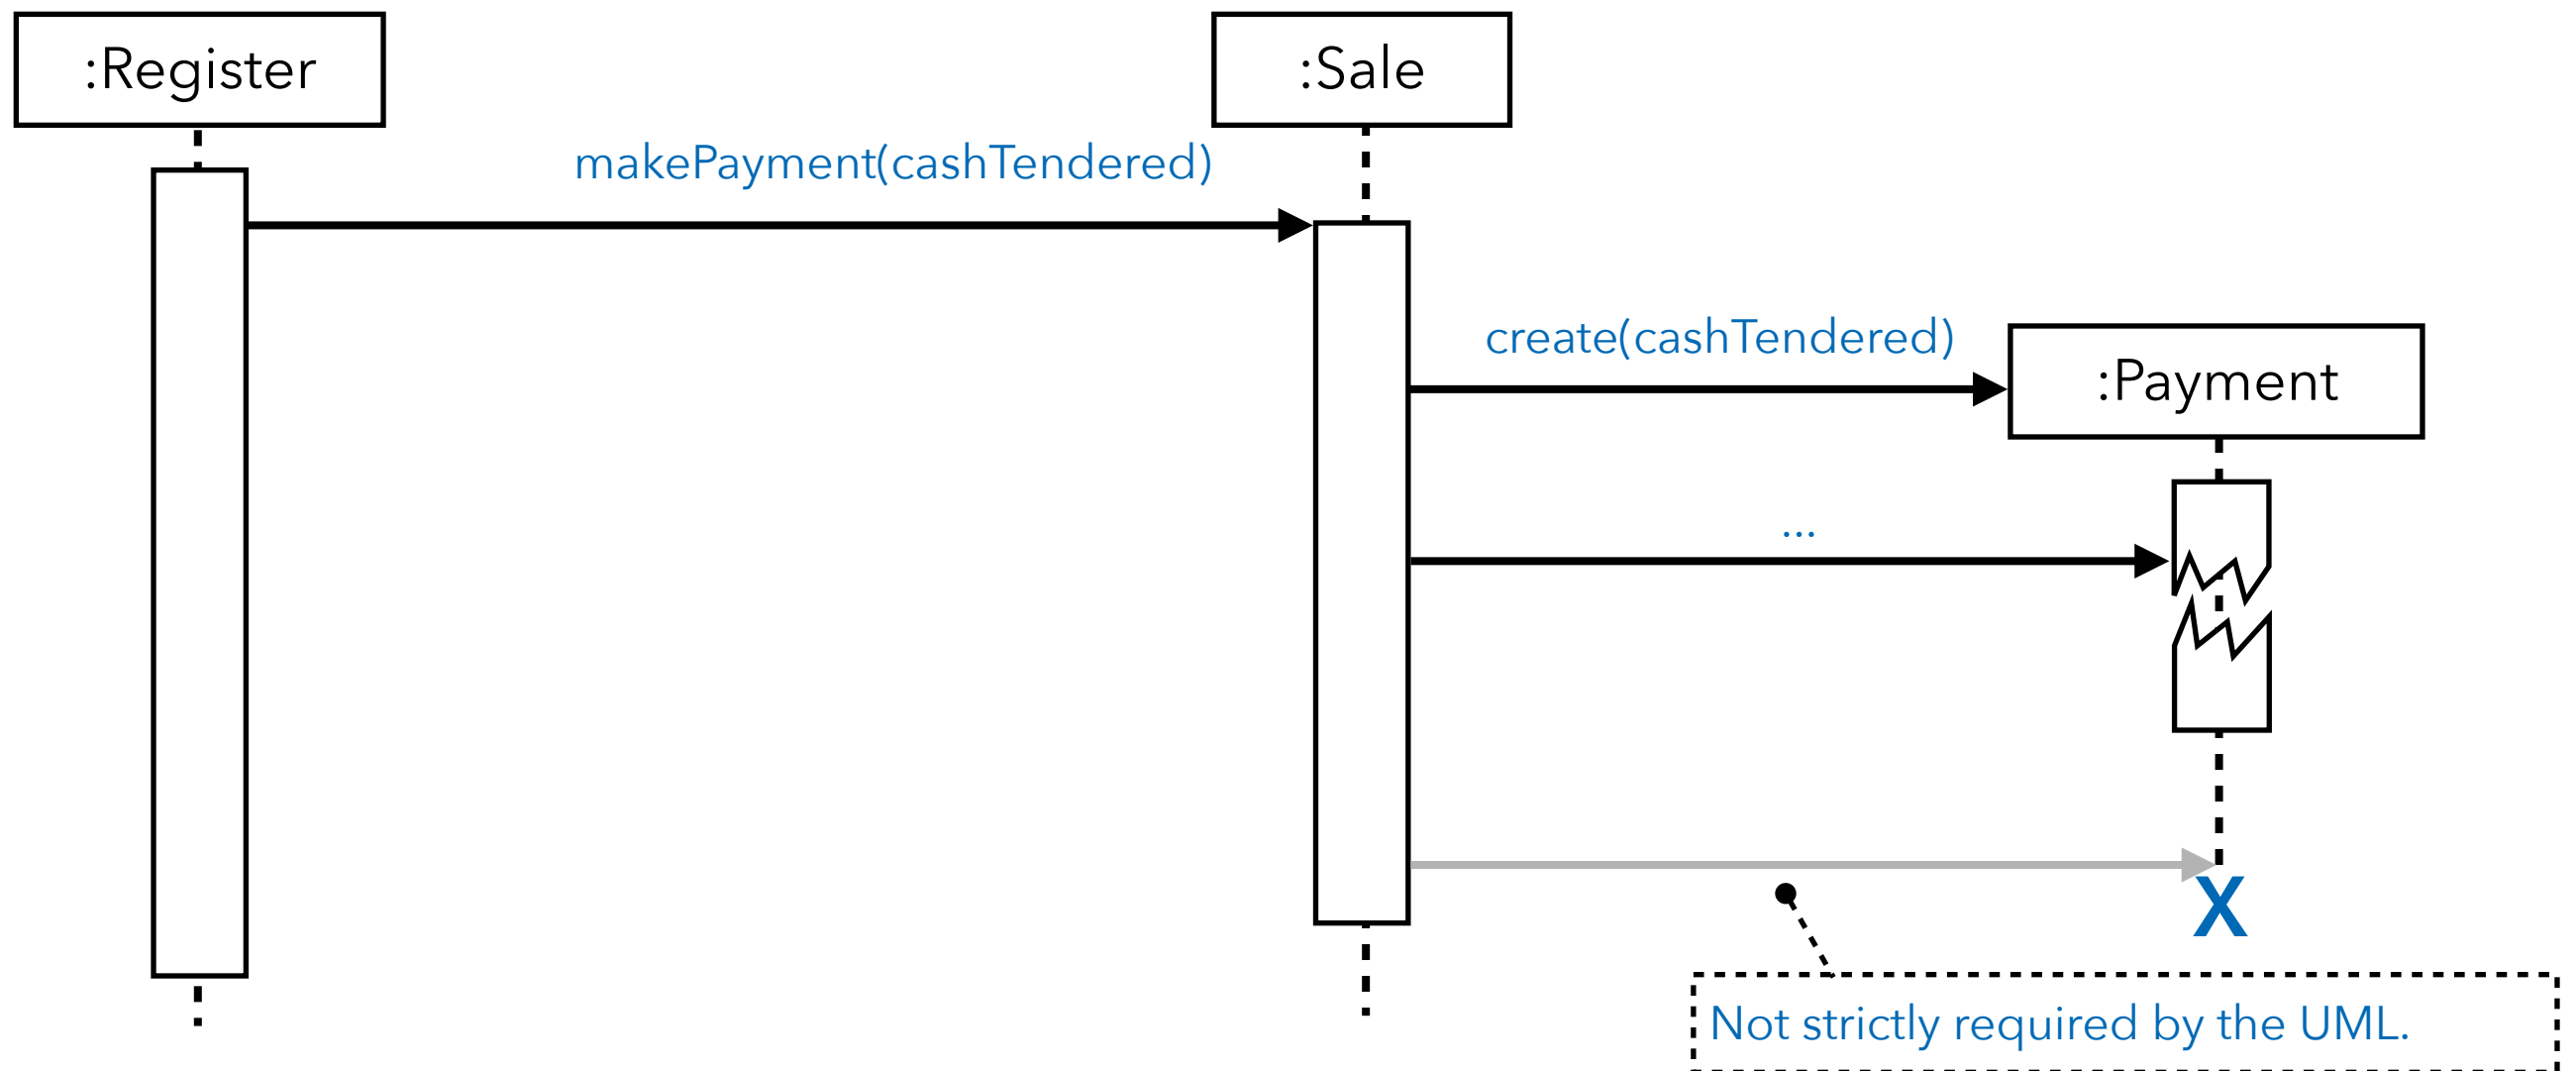 :Register
:Sale
makePayment(cashTendered)
create(cashTendered)
:Payment
...
X
Not strictly required by the UML.